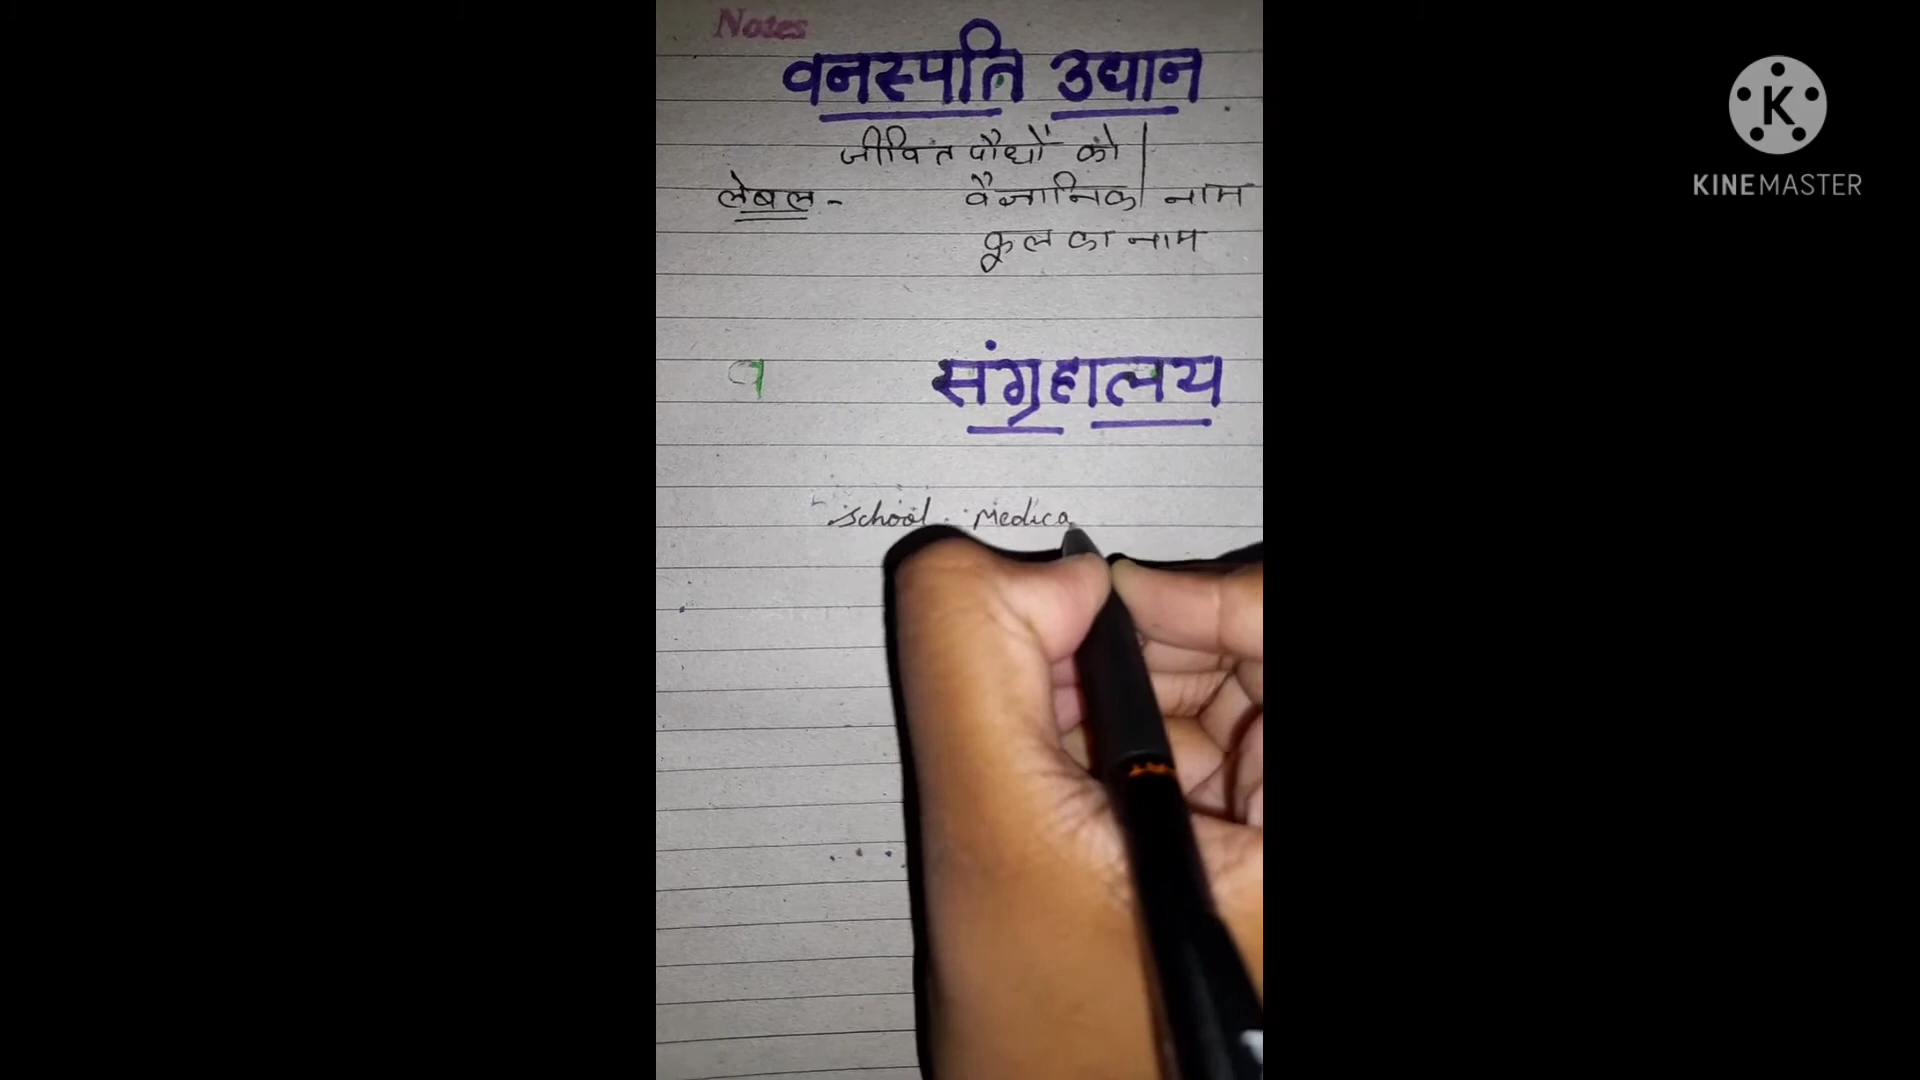 Notes
वनस्पति उद्यान
जीवित पौधों को
लेबल - वैज्ञानिक नाम
कूल का नाम
संग्रहालय
school Medica
K
KINEMASTER